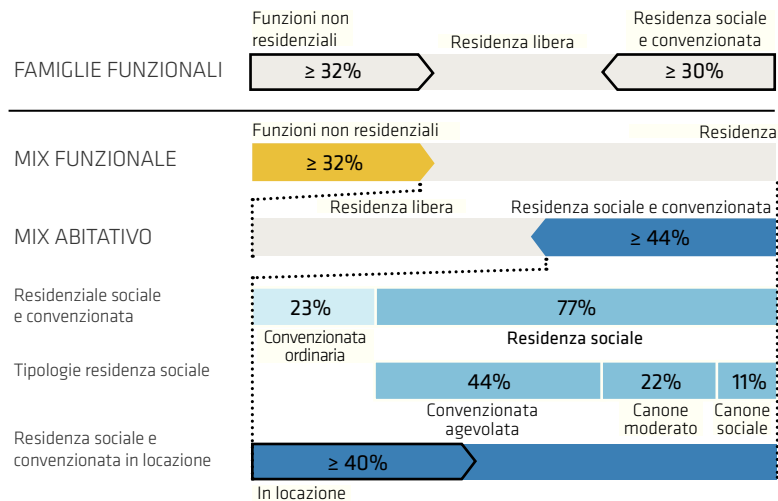 Funzioni non
residenziali
Residenza libera
Residenza sociale
e convenzionata
FAMIGLIE FUNZIONALI
≥ 32%
≥ 30%
Funzioni non residenziali
Residenza
MIX FUNZIONALE
≥ 32%
Residenza libera
Residenza sociale e convenzionata
MIX ABITATIVO
≥ 44%
Residenziale sociale
e convenzionata
23%
77%
Convenzionata
ordinaria
Residenza sociale
Tipologie residenza sociale
44%
22%
11%
Convenzionata
agevolata
Canone
moderato
Canone
sociale
Residenza sociale e
convenzionata in locazione
≥ 40%
In locazione